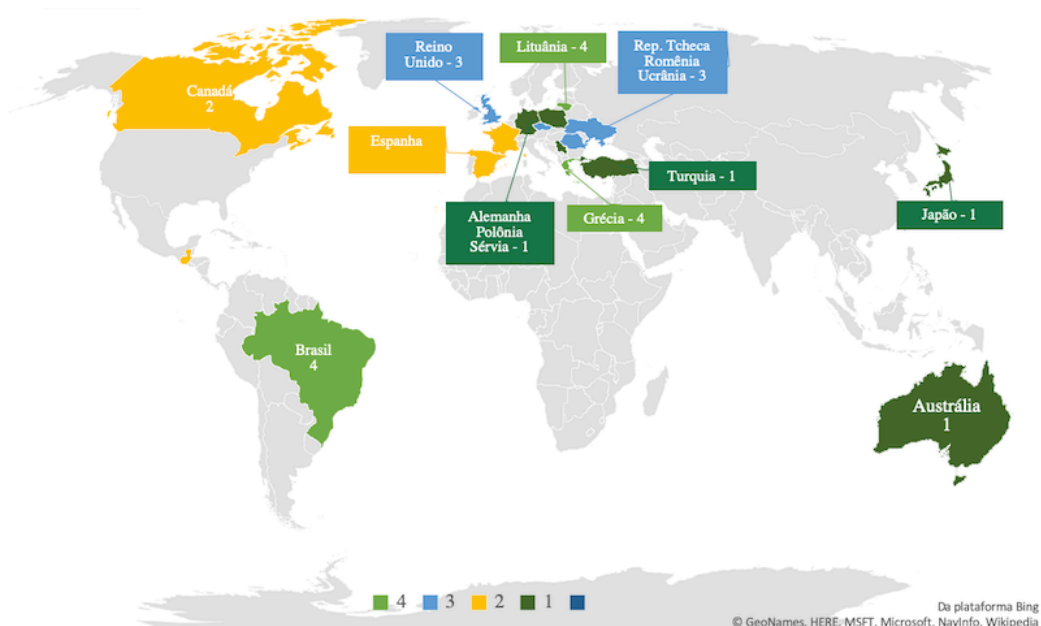 Reino
Unido - 3
Lituânia - 4
Rep. Tcheca
Romênia
Ucrânia - 3
Canadá
2
Espanha
Turquia - 1
Alemanha
Polônia
Sérvia - 1
Grécia - 4
Japão - 1
Brasil
4
Austrália
1
4 3 2 1
Da plataforma Bing
© GeoNames, HERE, MSFT, Microsoft, NavInfo, Wikipedia